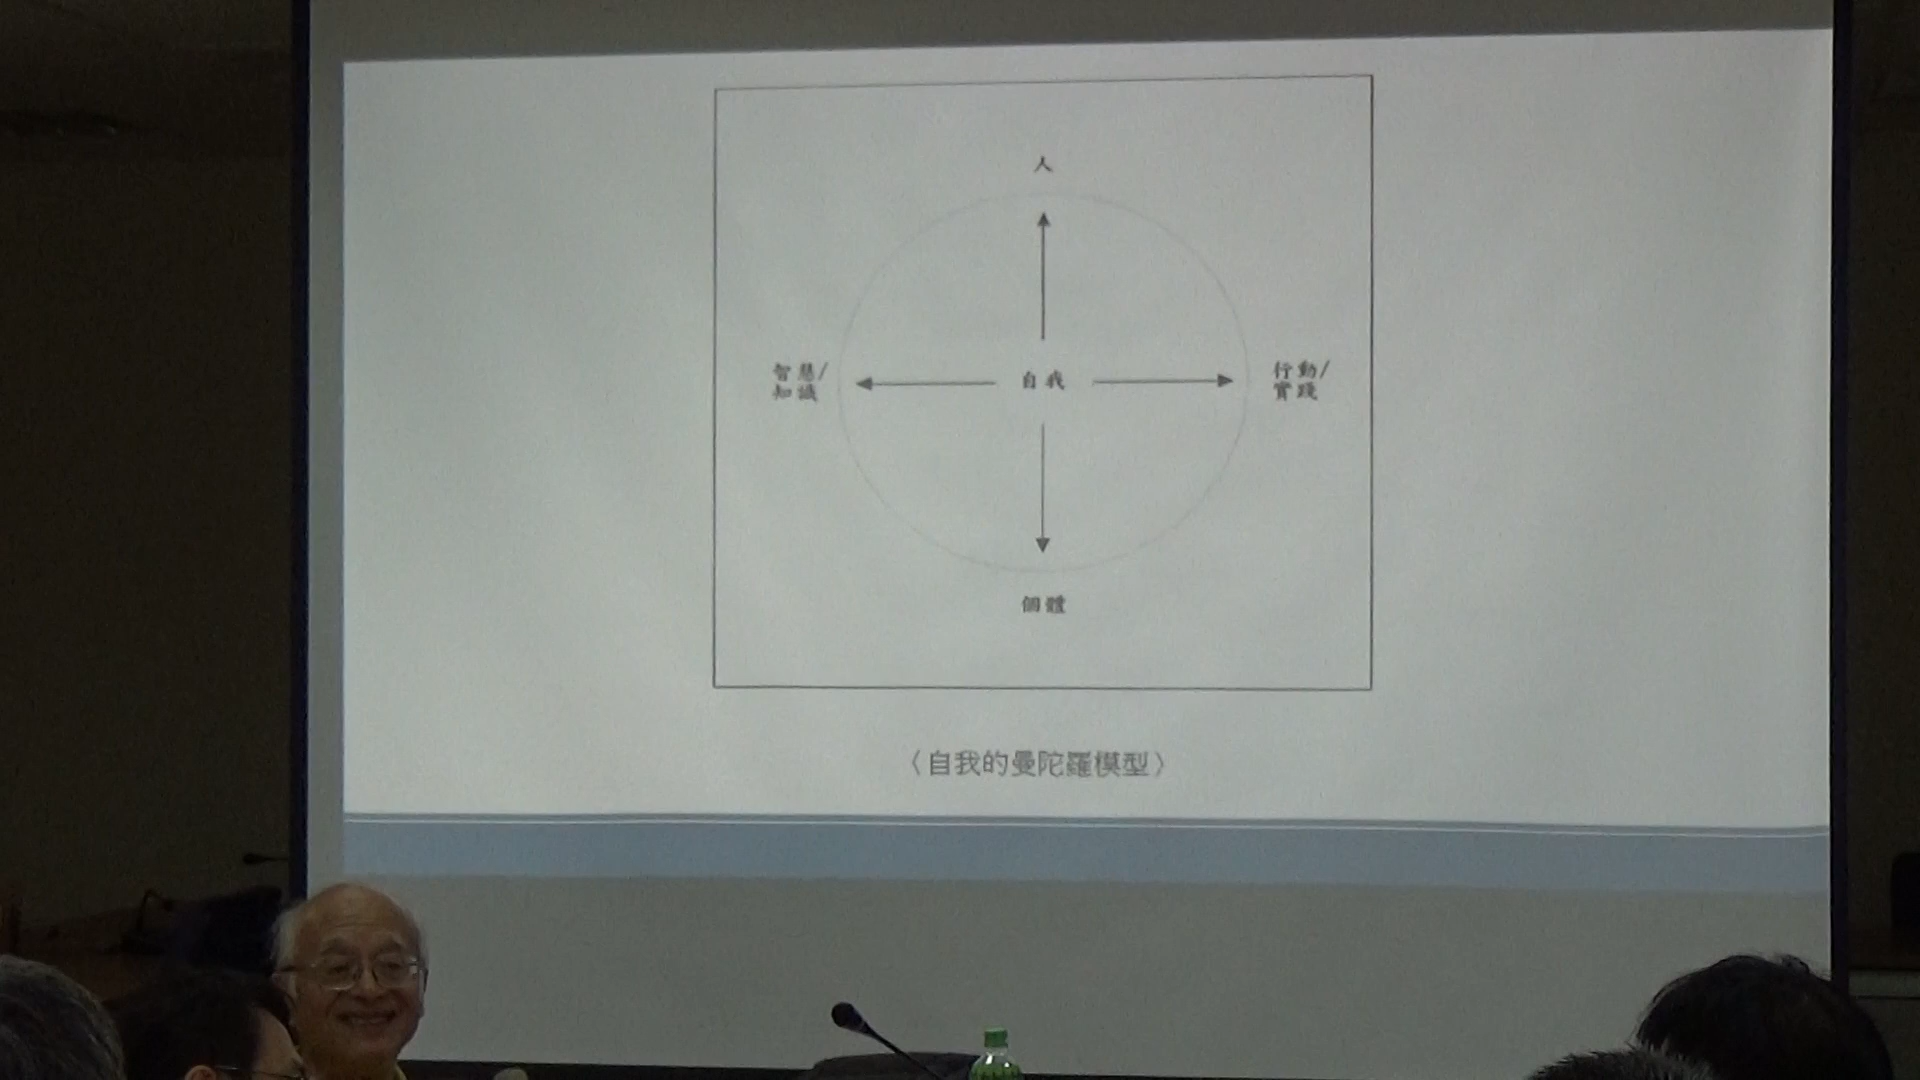 人
智慧/
知識
自我
行動/
實踐
個體
〈自我的曼陀羅模型〉